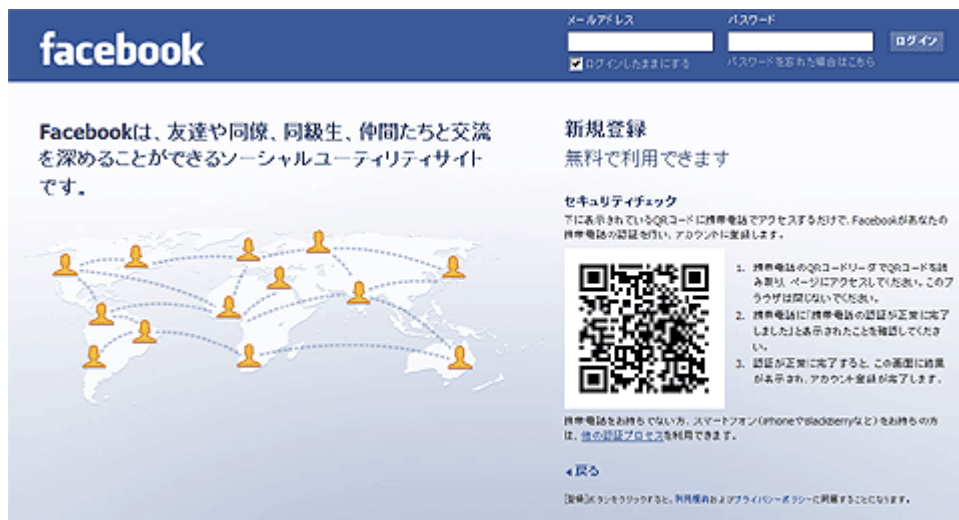 facebook
メールアドレス
パスワード
ログイン
ログインしたままにする
パスワードを忘れた場合はこちら
Facebookは、友達や同僚、同級生、仲間たちと交流
を深めることができるソーシャルユーティリティサイト
です。
新規登録
無料で利用できます
セキュリティチェック
下に表示されているQRコードに携帯電話でアクセスするだけで、Facebookがあなたの
携帯電話の認証を行い、アカウントに登録します。
1. 携帯電話のQRコードリーダでQRコードを読
み取り、ページにアクセスしてください。このブ
ラウザは閉じないでください。
2. 携帯電話に「携帯電話の認証が正常に完了
しました」と表示されたことを確認してくださ
い。
3. 認証が正常に完了すると、この画面に結果
が表示され、アカウント登録が完了します。
携帯電話をお持ちでない方、スマートフォン(iPhoneやBlackberryなど)をお持ちの方
は、他の認証プロセスを利用できます。
戻る
[登録]ボタンをクリックすると、利用規約およびプライバシーポリシーに同意することになります。